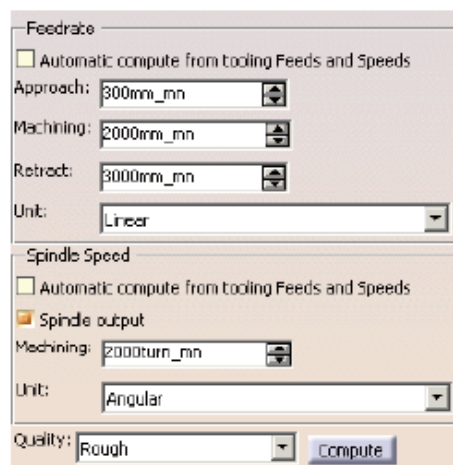 Feedrate
Automatic compute from tooling Feeds and Speeds
Approach: 300mm_mn
Machining: 2000mm_mn
Retract: 3000mm_mn
Unit: Linear
Spindle Speed
Automatic compute from tooling Feeds and Speeds
Spindle output
Machining: 2000turn_mn
Unit: Angular
Quality: Rough Compute